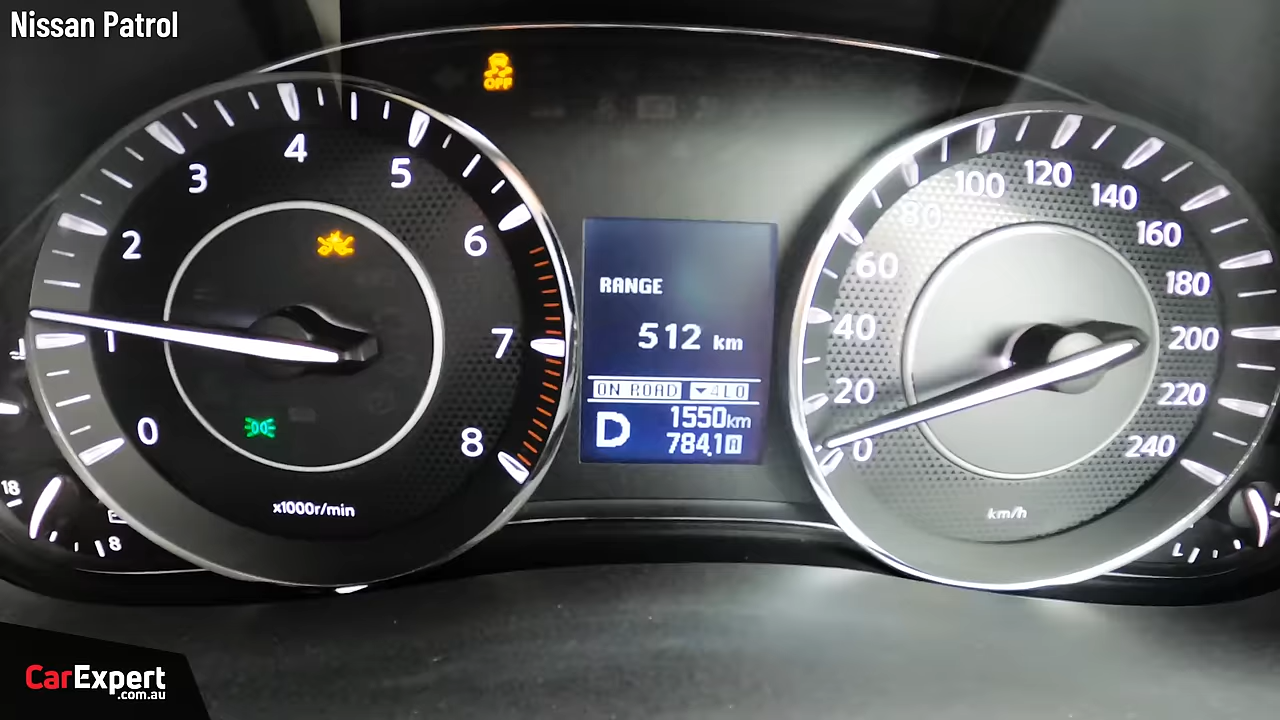 Nissan Patrol
OFF
0
1
2
3
4
5
6
7
8
x1000r/min
RANGE
512 km
ON ROAD 4LO
D
1550km
784.1
0
20
40
60
80
100
120
140
160
180
200
220
240
km/h
18
8
L
CarExpert
.com.au